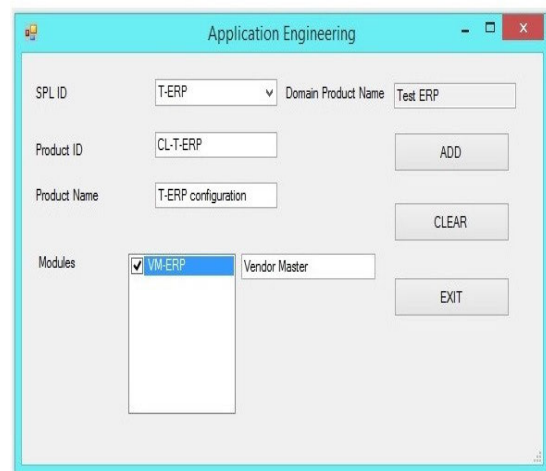 Application Engineering
SPL ID T-ERP Domain Product Name Test ERP
Product ID CL-T-ERP ADD
Product Name T-ERP configuration
CLEAR
Modules VM-ERP Vendor Master
EXIT